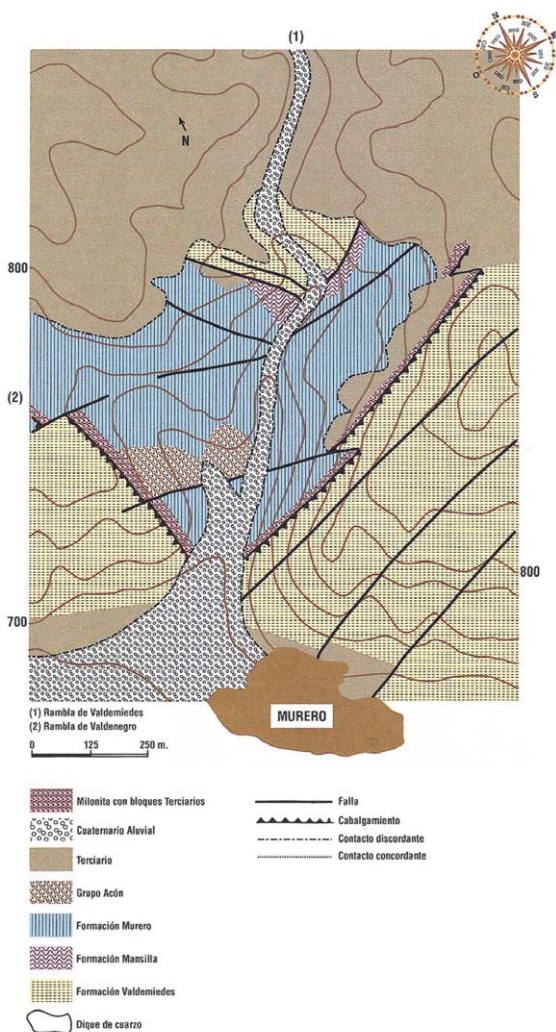 (1)
N
800
(2)
800
700
MURERO
(1) Rambla de Valdemiedes
(2) Rambla de Valdenegro
0 125 250 m.
Milonita con bloques Terciarios
Cuaternario Aluvial
Terciario
Grupo Acón
Formación Murero
Formación Mansilla
Formación Valdemiedes
Dique de cuarzo
Falla
Cabalgamiento
Contacto discordante
Contacto concordante